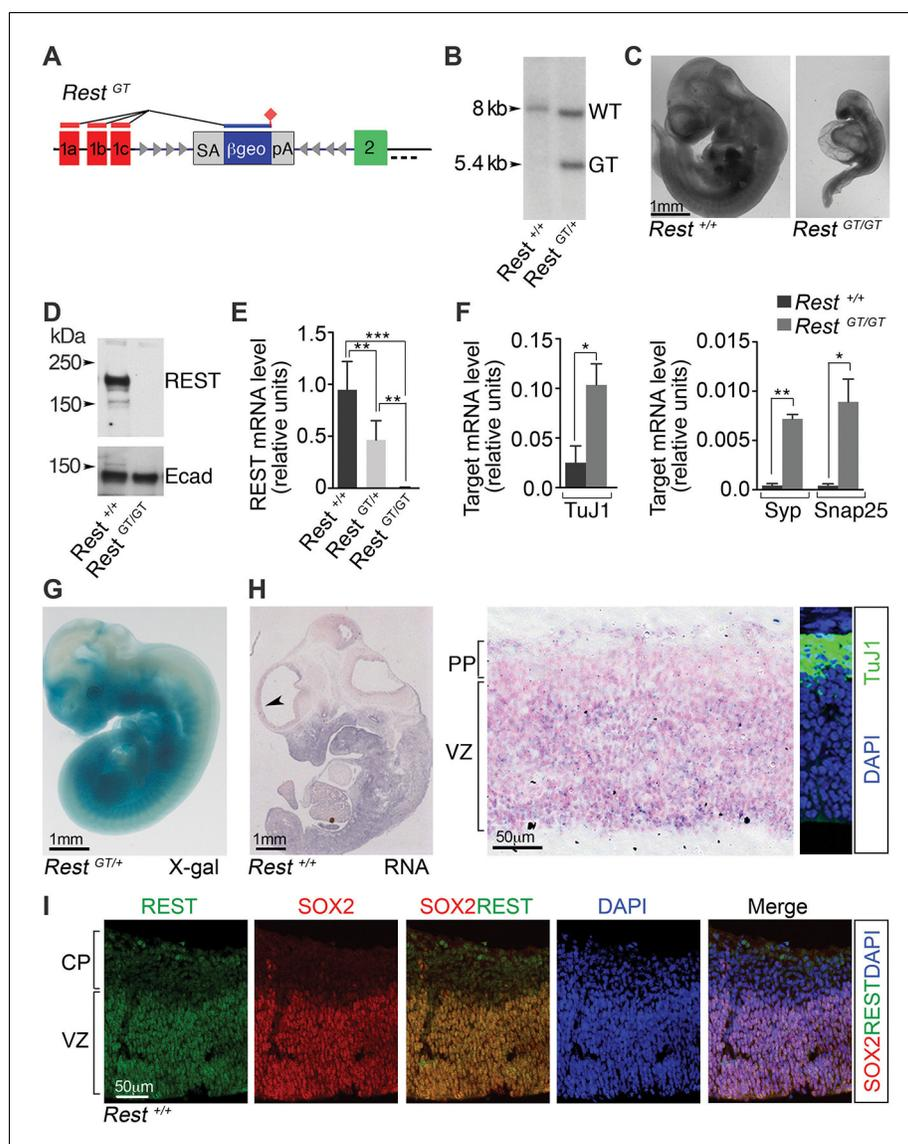 A
Rest GT
1a 1b 1c SA βgeo pA 2
B
8 kb WT
5.4 kb GT
Rest +/+
Rest GT/+
C
1mm
Rest +/+ Rest GT/GT
D
kDa
250
REST
150
150
Ecad
Rest +/+
Rest GT/GT
E
REST mRNA level
(relative units)
1.5
1.0
0.5
0
***
** **
Rest +/+
Rest GT/+
Rest GT/GT
F
Rest +/+
Rest GT/GT
Target mRNA level
(relative units)
0.15
0.10
0.05
0.0
*
TuJ1
Target mRNA level
(relative units)
0.015
0.010
0.005
0.0
** *
Syp Snap25
G
1mm
Rest GT/+ X-gal
H
1mm
Rest +/+ RNA
PP
VZ
50µm
TuJ1
DAPI
I
REST SOX2 SOX2REST DAPI Merge
CP
VZ
50µm
Rest +/+
SOX2RESTDAPI